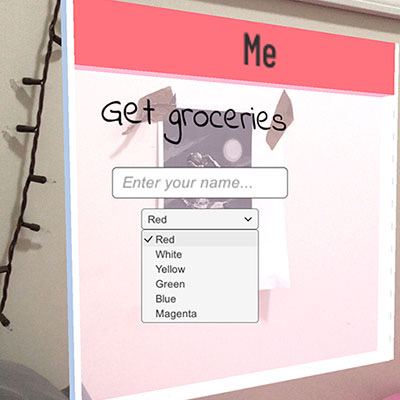 Me
Get groceries
Enter your name...
Red
Red
White
Yellow
Green
Blue
Magenta